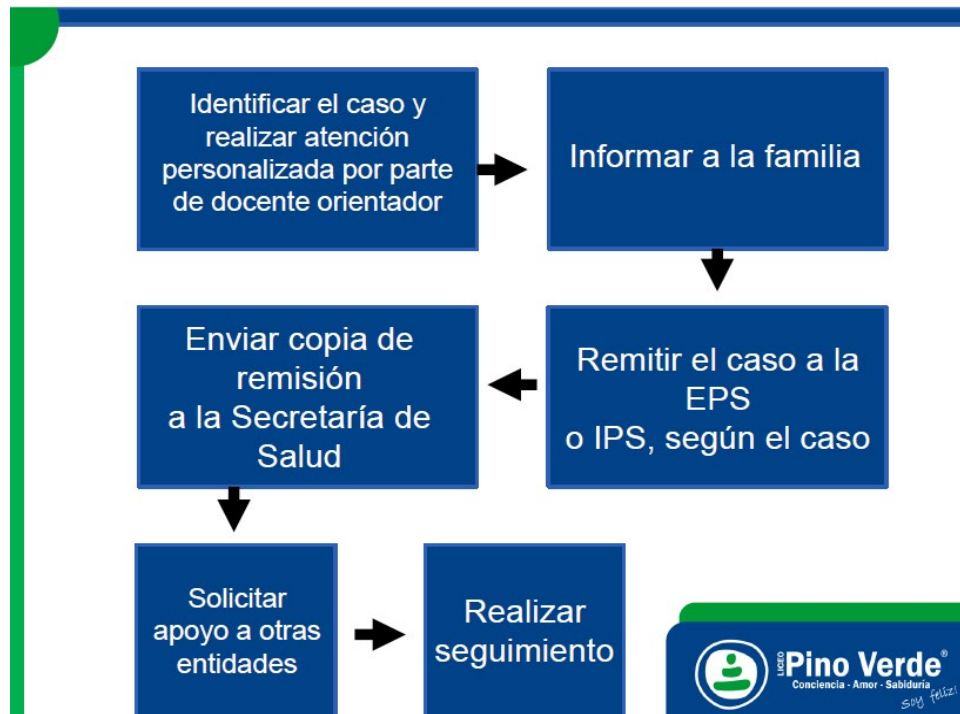 Identificar el caso y
realizar atención
personalizada por parte
de docente orientador
Informar a la familia
Remitir el caso a la
EPS
o IPS, según el caso
Enviar copia de
remisión
a la Secretaría de
Salud
Solicitar
apoyo a otras
entidades
Realizar
seguimiento
LICEO
Pino Verde®
Conciencia - Amor - Sabiduría
soy feliz!